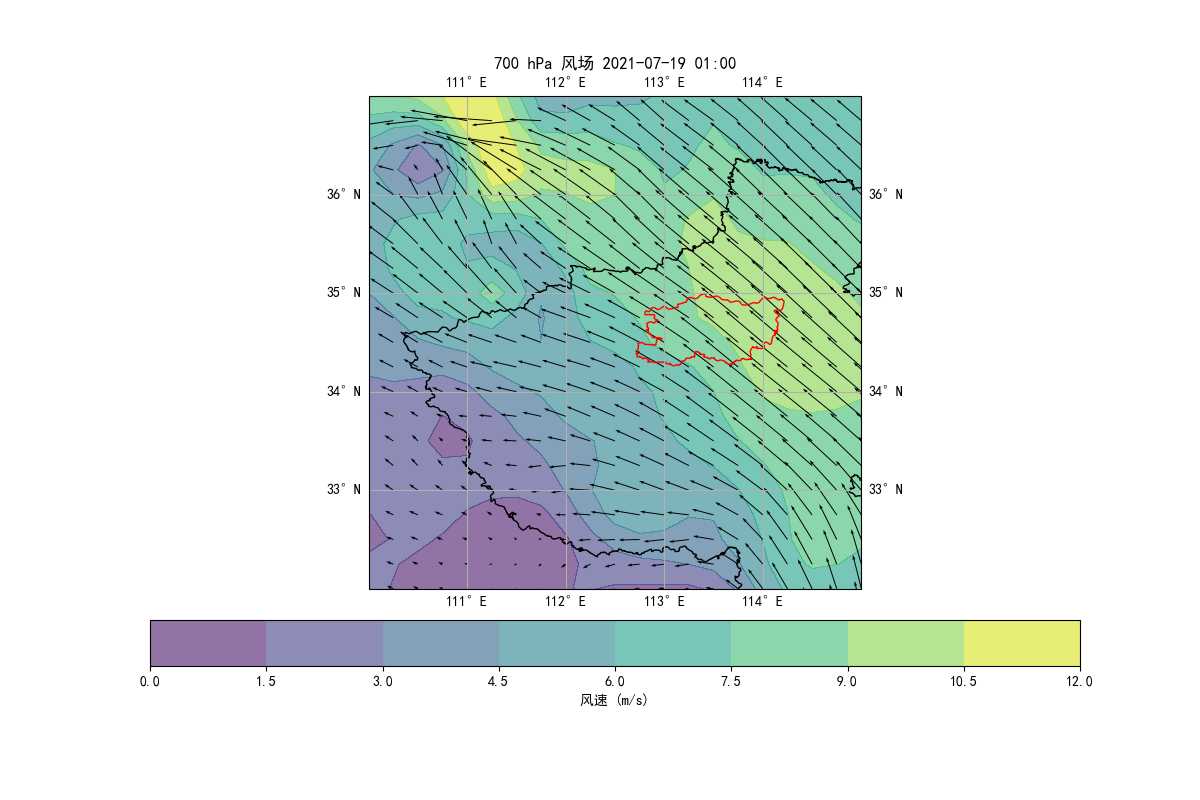 700 hPa 风场 2021-07-19 01:00
111° E 112° E 113° E 114° E
36° N 36° N
35° N 35° N
34° N 34° N
33° N 33° N
111° E 112° E 113° E 114° E
0.0 1.5 3.0 4.5 6.0 7.5 9.0 10.5 12.0
风速 (m/s)